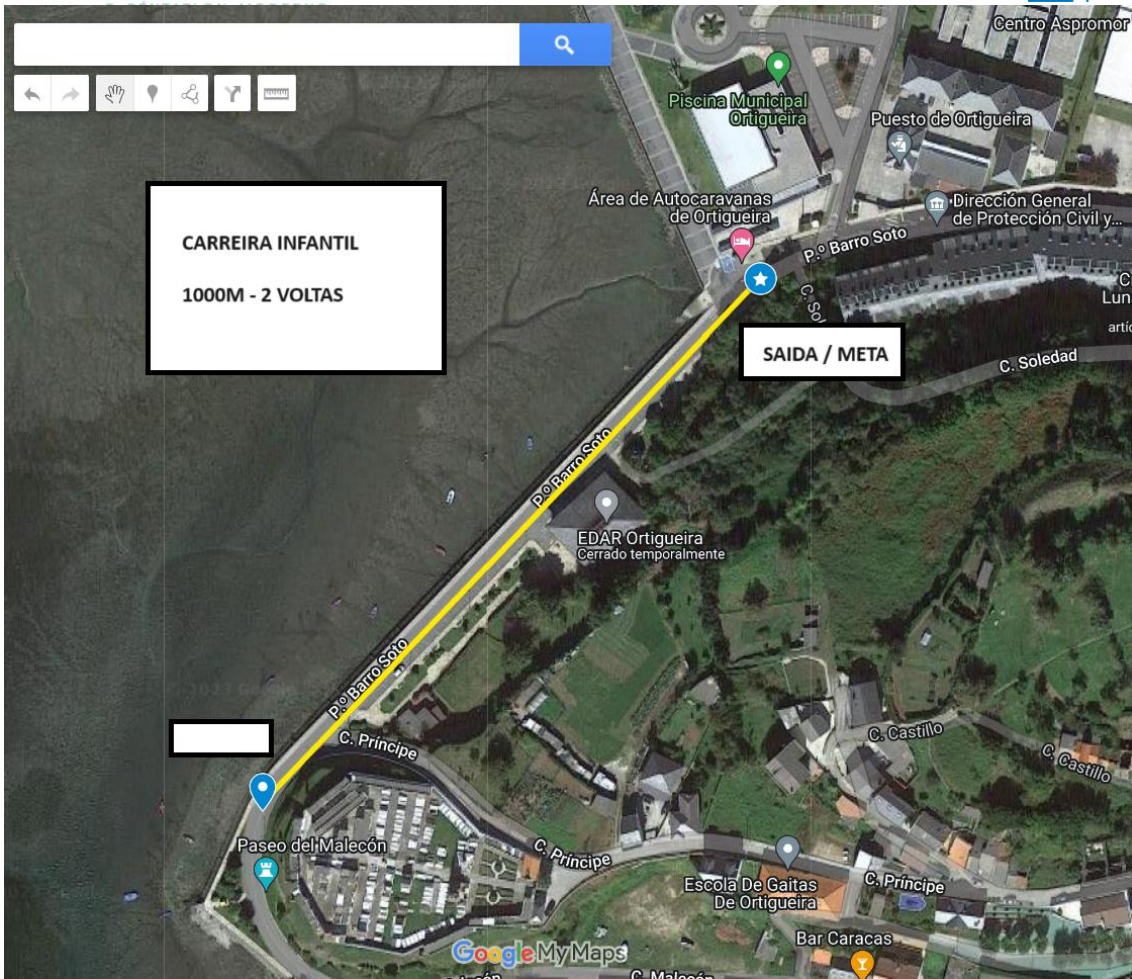 Centro Aspromor
Piscina Municipal
Ortigueira
Puesto de Ortigueira
Área de Autocaravanas
de Ortigueira
Dirección General
de Protección Civil y...
P.º Barro Soto
CARREIRA INFANTIL
1000M - 2 VOLTAS
SAIDA / META
C. Soledad
P.º Barro Soto
EDAR Ortigueira
Cerrado temporalmente
P.º Barro Soto
C. Príncipe
C. Castillo
C. Castillo
Paseo del Malecón
C. Príncipe
Escola De Gaitas
De Ortigueira
C. Príncipe
Bar Caracas
Google My Maps
C. Malecón